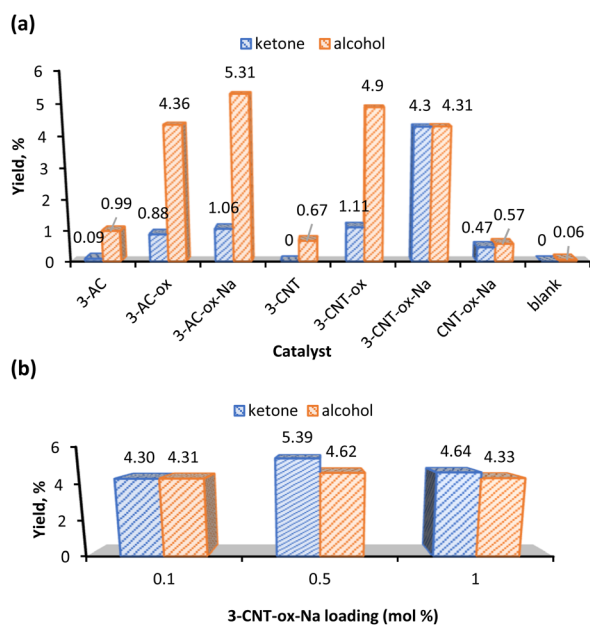 (a)
ketone alcohol
6
5
4
3
2
1
0
Yield, %
0.09 0.99 0.88 4.36 1.06 5.31 0 0.67 1.11 4.9 4.3 4.31 0.47 0.57 0 0.06
3-AC 3-AC-ox 3-AC-ox-Na 3-CNT 3-CNT-ox 3-CNT-ox-Na CNT-ox-Na blank
Catalyst
(b)
ketone alcohol
6
4
2
0
Yield, %
4.30 4.31 5.39 4.62 4.64 4.33
0.1 0.5 1
3-CNT-ox-Na loading (mol %)